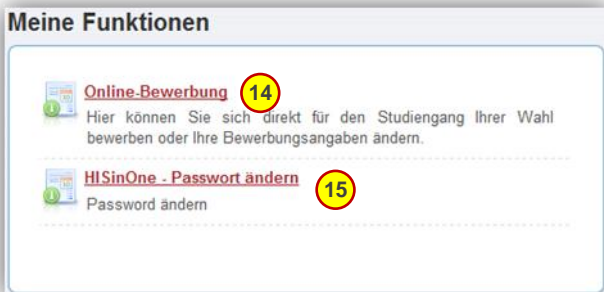 Meine Funktionen
Online-Bewerbung 14
Hier können Sie sich direkt für den Studiengang Ihrer Wahl
bewerben oder Ihre Bewerbungsangaben ändern.
HISinOne - Passwort ändern 15
Password ändern